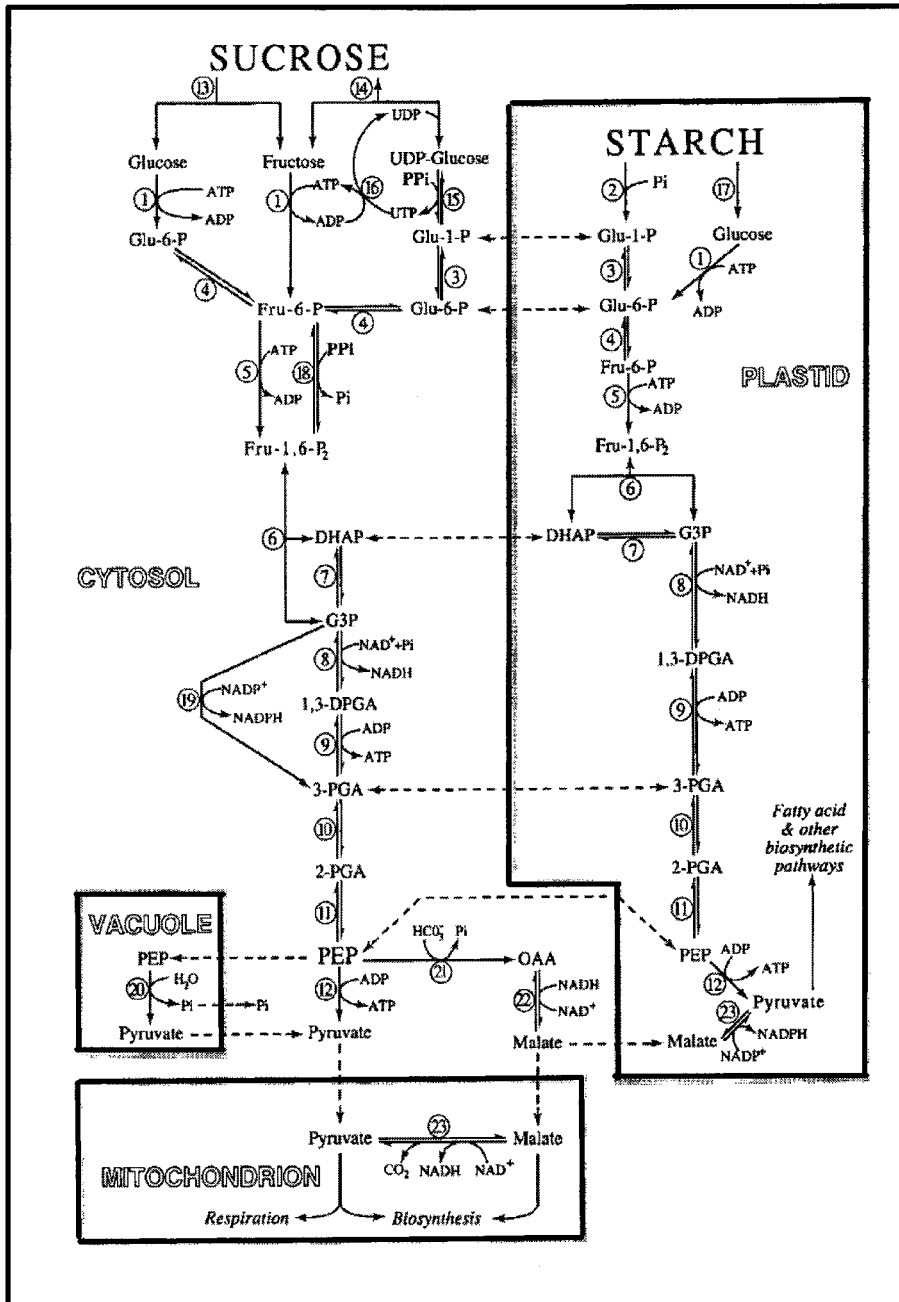 SUCROSE
⑬ ⑭
UDP
Glucose Fructose UDP-Glucose
① ATP ADP
① ATP ADP
⑯ UTP
PPi ⑮
Glu-6-P Glu-1-P
④ ③
Fru-6-P ④ Glu-6-P
⑤ ATP ADP
⑱ PPi Pi
Fru-1,6-P₂
⑥ DHAP
CYTOSOL
⑦
G3P
⑧ NAD⁺+Pi
NADH
⑲ NADP⁺
NADPH
1,3-DPGA
⑨ ADP
ATP
3-PGA
⑩
2-PGA
⑪
PEP HCO₃⁻ Pi OAA
㉑
⑫ ADP
ATP
㉒ NADH
NAD⁺
Pyruvate Malate
STARCH
② Pi ⑰
Glu-1-P Glucose
③ ① ATP
ADP
Glu-6-P
④
Fru-6-P
PLASTID
⑤ ATP
ADP
Fru-1,6-P₂
⑥
DHAP ⑦ G3P
⑧ NAD⁺+Pi
NADH
1,3-DPGA
⑨ ADP
ATP
3-PGA
⑩
2-PGA
⑪
Fatty acid
& other
biosynthetic
pathways
PEP ADP
⑫ ATP
Pyruvate
㉓
Malate NADPH
NADP⁺
VACUOLE
PEP
⑳ H₂O
Pi Pi
Pyruvate
Pyruvate ㉓ Malate
CO₂ NADH NAD⁺
MITOCHONDRION
Respiration Biosynthesis